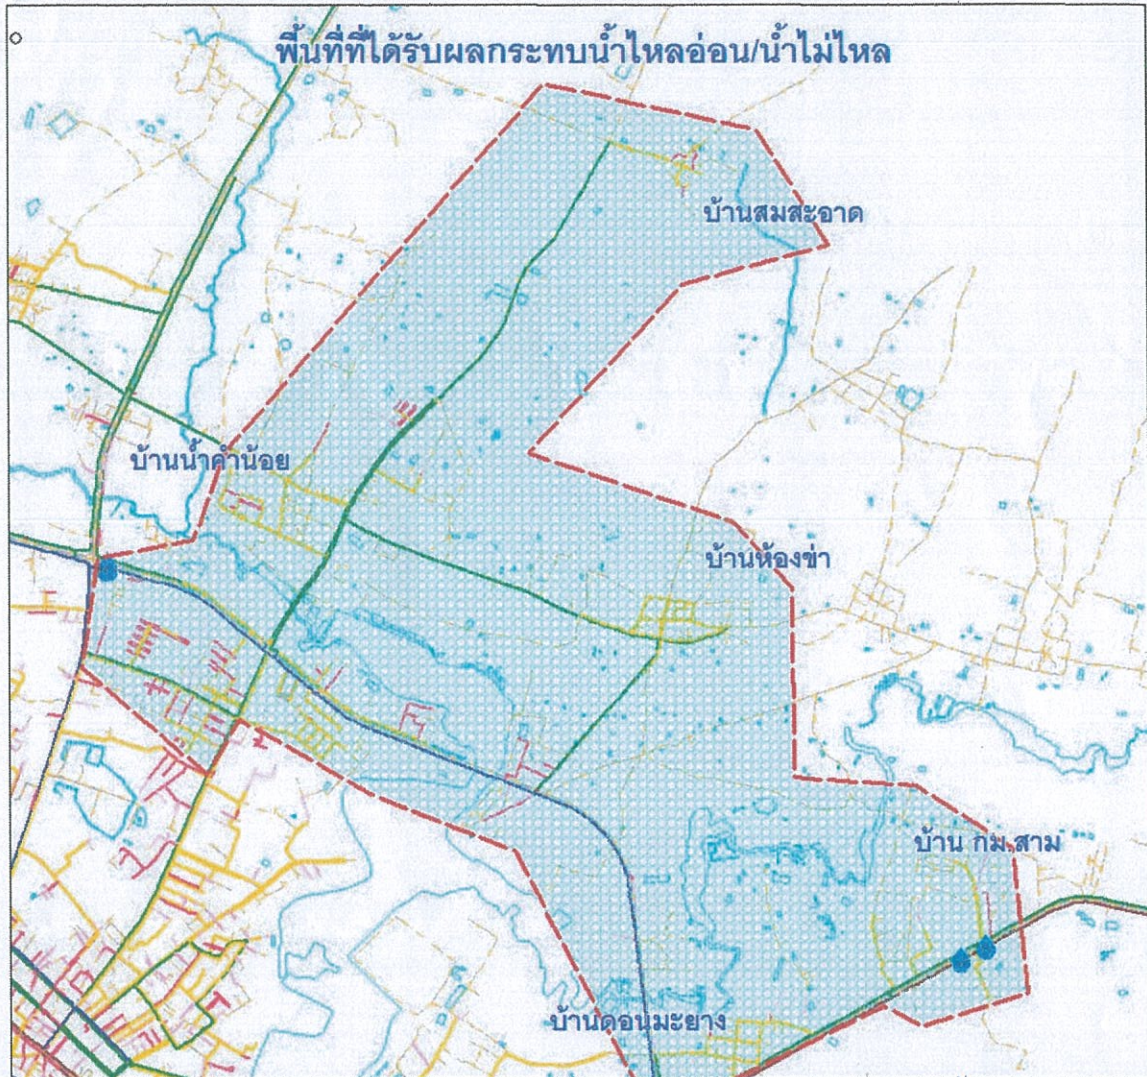 พื้นที่ที่ได้รับผลกระทบน้ำไหลอ่อน/น้ำไม่ไหล
บ้านสมสะอาด
บ้านน้ำคำน้อย
บ้านห้องข่า
บ้าน กม.สาม
บ้านดอนมะยาง